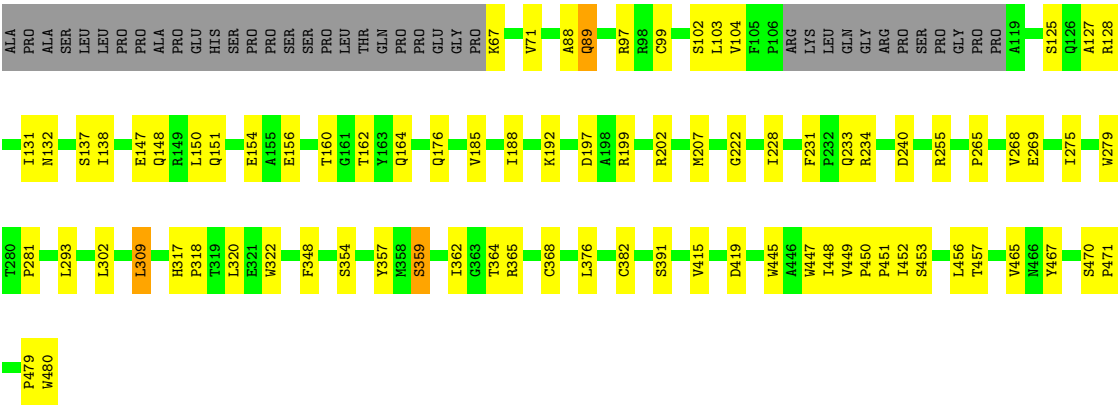 ALA PRO ALA SER LEU LEU PRO PRO ALA PRO GLU HIS SER PRO PRO SER SER PRO LEU THR GLN PRO PRO GLU GLY PRO K67 V71 A88 Q89 R97 R98 C99 S102 L103 V104 F105 P106 ARG LYS LEU GLN GLY ARG PRO SER PRO GLY PRO PRO A119 S125 Q126 A127 R128
I131 N132 S137 I138 E147 Q148 R149 L150 Q151 E154 A155 E156 T160 G161 T162 Y163 Q164 Q176 V185 I188 K192 D197 A198 R199 R202 M207 G222 I228 F231 P232 Q233 R234 D240 R255 P265 V268 E269 I275 W279
T280 P281 L293 L302 L309 H317 P318 T319 L320 E321 W322 F348 S354 Y357 M358 S359 I362 G363 T364 R365 C368 L376 C382 S391 V415 D419 W445 A446 W447 I448 V449 P450 P451 I452 S453 L456 T457 V465 N466 Y467 S470 P471
P479 W480